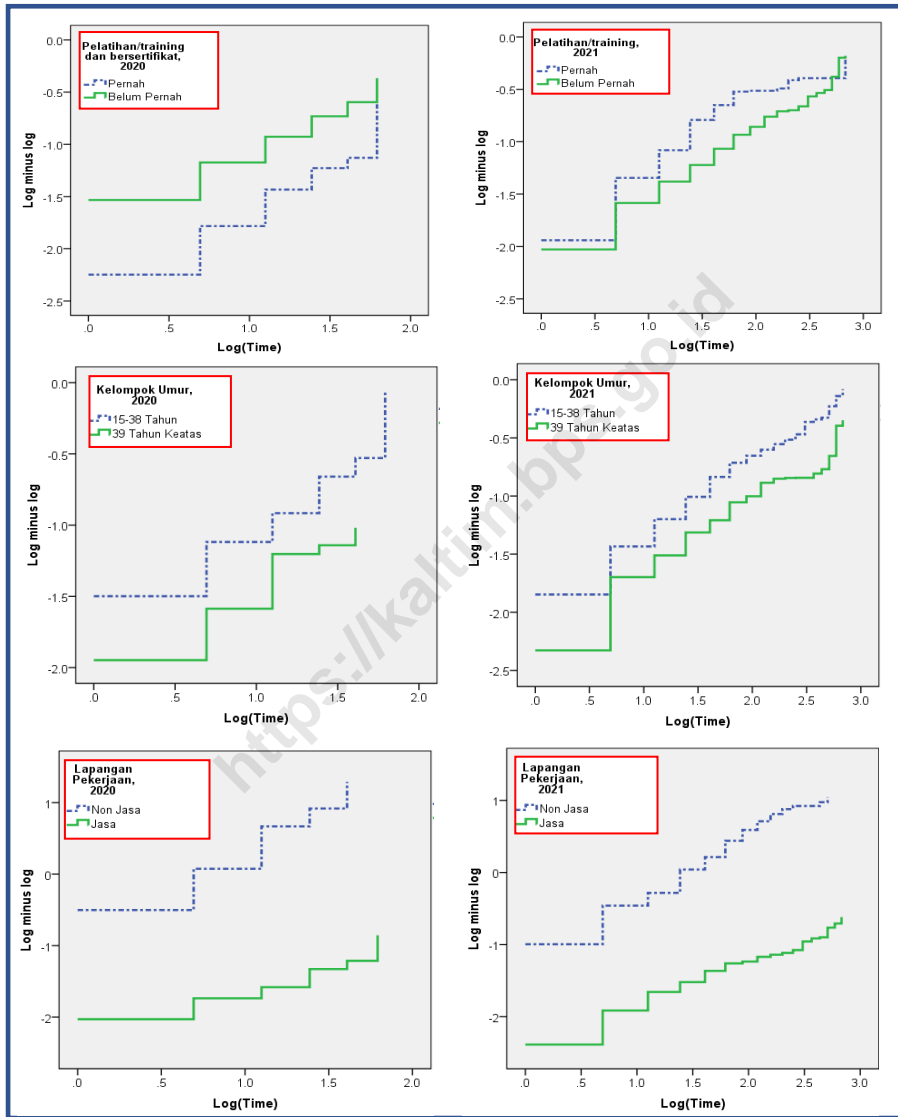 Pelatihan/training
dan bersertifikat,
2020
Pernah
Belum Pernah
0.0
-0.5
-1.0
-1.5
-2.0
-2.5
Log minus log
.0 .5 1.0 1.5 2.0
Log(Time)
Pelatihan/training,
2021
Pernah
Belum Pernah
0.0
-0.5
-1.0
-1.5
-2.0
-2.5
Log minus log
.0 .5 1.0 1.5 2.0 2.5 3.0
Log(Time)
Kelompok Umur,
2020
15-38 Tahun
39 Tahun Keatas
0.0
-0.5
-1.0
-1.5
-2.0
Log minus log
.0 .5 1.0 1.5 2.0
Log(Time)
Kelompok Umur,
2021
15-38 Tahun
39 Tahun Keatas
0.0
-0.5
-1.0
-1.5
-2.0
-2.5
Log minus log
.0 .5 1.0 1.5 2.0 2.5 3.0
Log(Time)
Lapangan
Pekerjaan,
2020
Non Jasa
Jasa
1
0
-1
-2
Log minus log
.0 .5 1.0 1.5 2.0
Log(Time)
Lapangan
Pekerjaan,
2021
Non Jasa
Jasa
1
0
-1
-2
Log minus log
.0 .5 1.0 1.5 2.0 2.5 3.0
Log(Time)
https://kaltim.bps.go.id